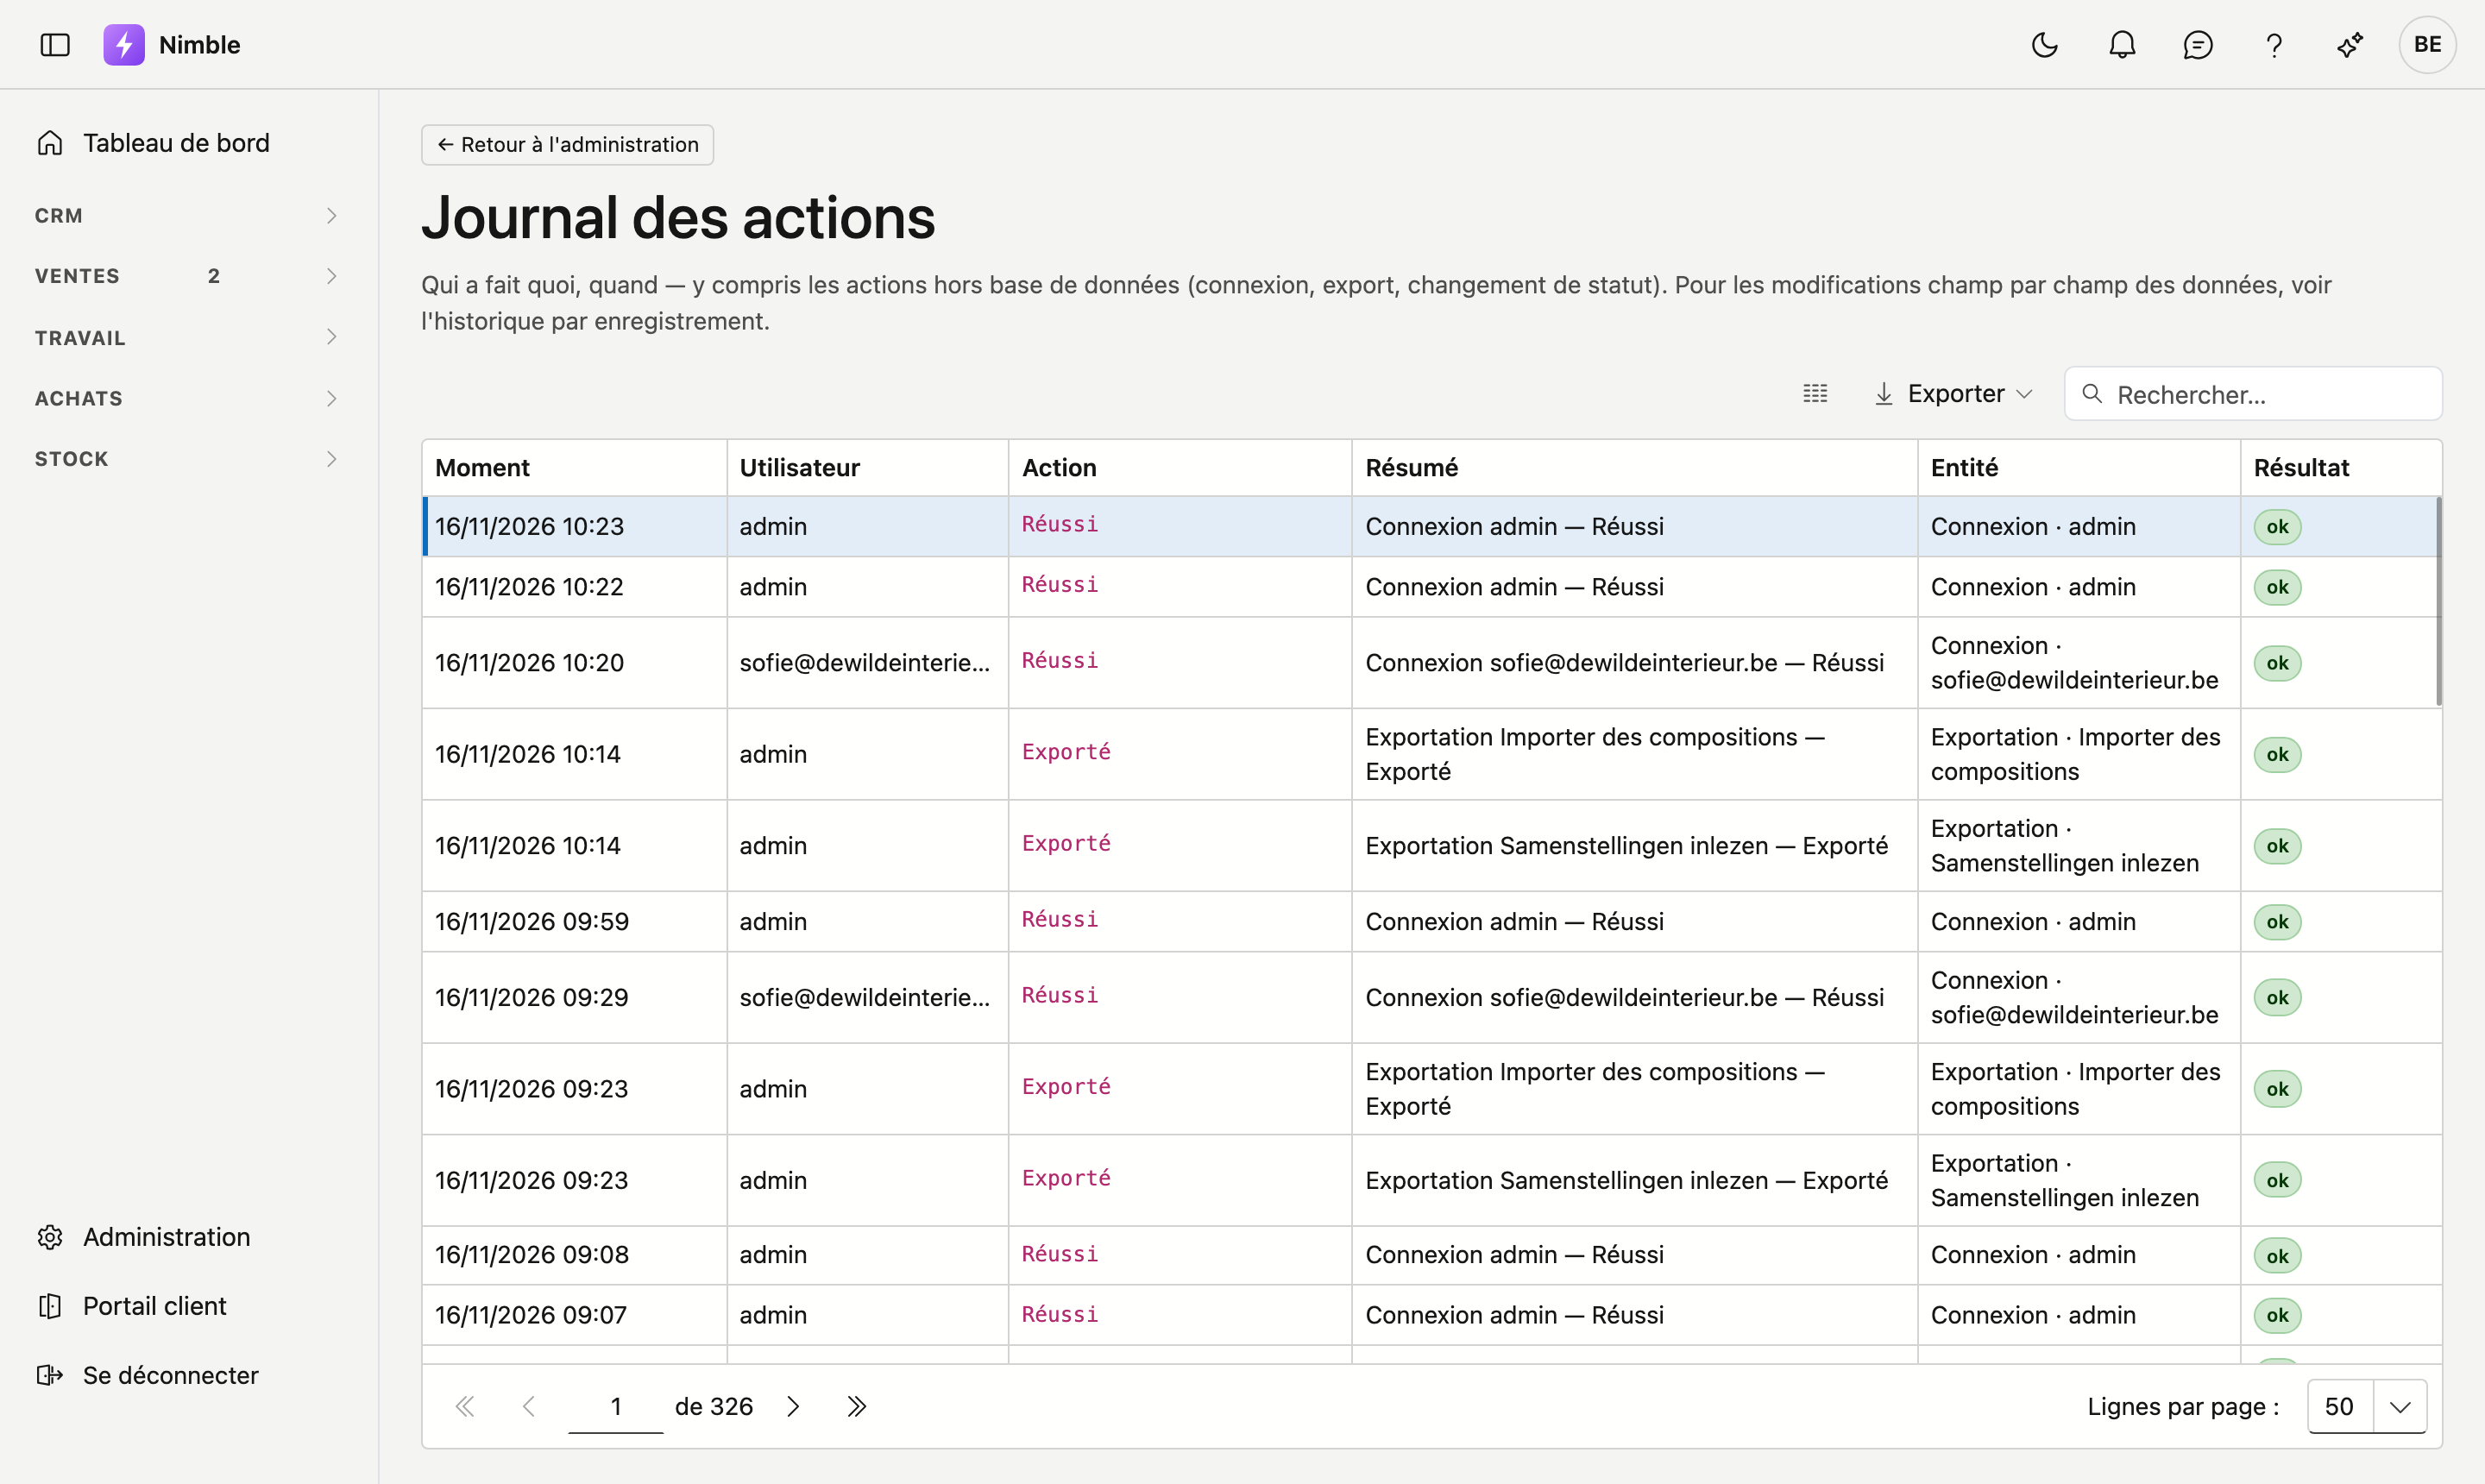 Nimble
BE
Tableau de bord
CRM
VENTES 2
TRAVAIL
ACHATS
STOCK
Administration
Portail client
Se déconnecter
← Retour à l'administration
Journal des actions
Qui a fait quoi, quand — y compris les actions hors base de données (connexion, export, changement de statut). Pour les modifications champ par champ des données, voir
l'historique par enregistrement.
Exporter
Rechercher...
Moment Utilisateur Action Résumé Entité Résultat
16/11/2026 10:23 admin Réussi Connexion admin — Réussi Connexion · admin ok
16/11/2026 10:22 admin Réussi Connexion admin — Réussi Connexion · admin ok
16/11/2026 10:20 sofie@dewildeinterie... Réussi Connexion sofie@dewildeinterieur.be — Réussi Connexion ·
sofie@dewildeinterieur.be ok
16/11/2026 10:14 admin Exporté Exportation Importer des compositions —
Exporté Exportation · Importer des
compositions ok
16/11/2026 10:14 admin Exporté Exportation Samenstellingen inlezen — Exporté Exportation ·
Samenstellingen inlezen ok
16/11/2026 09:59 admin Réussi Connexion admin — Réussi Connexion · admin ok
16/11/2026 09:29 sofie@dewildeinterie... Réussi Connexion sofie@dewildeinterieur.be — Réussi Connexion ·
sofie@dewildeinterieur.be ok
16/11/2026 09:23 admin Exporté Exportation Importer des compositions —
Exporté Exportation · Importer des
compositions ok
16/11/2026 09:23 admin Exporté Exportation Samenstellingen inlezen — Exporté Exportation ·
Samenstellingen inlezen ok
16/11/2026 09:08 admin Réussi Connexion admin — Réussi Connexion · admin ok
16/11/2026 09:07 admin Réussi Connexion admin — Réussi Connexion · admin ok
1 de 326
Lignes par page : 50